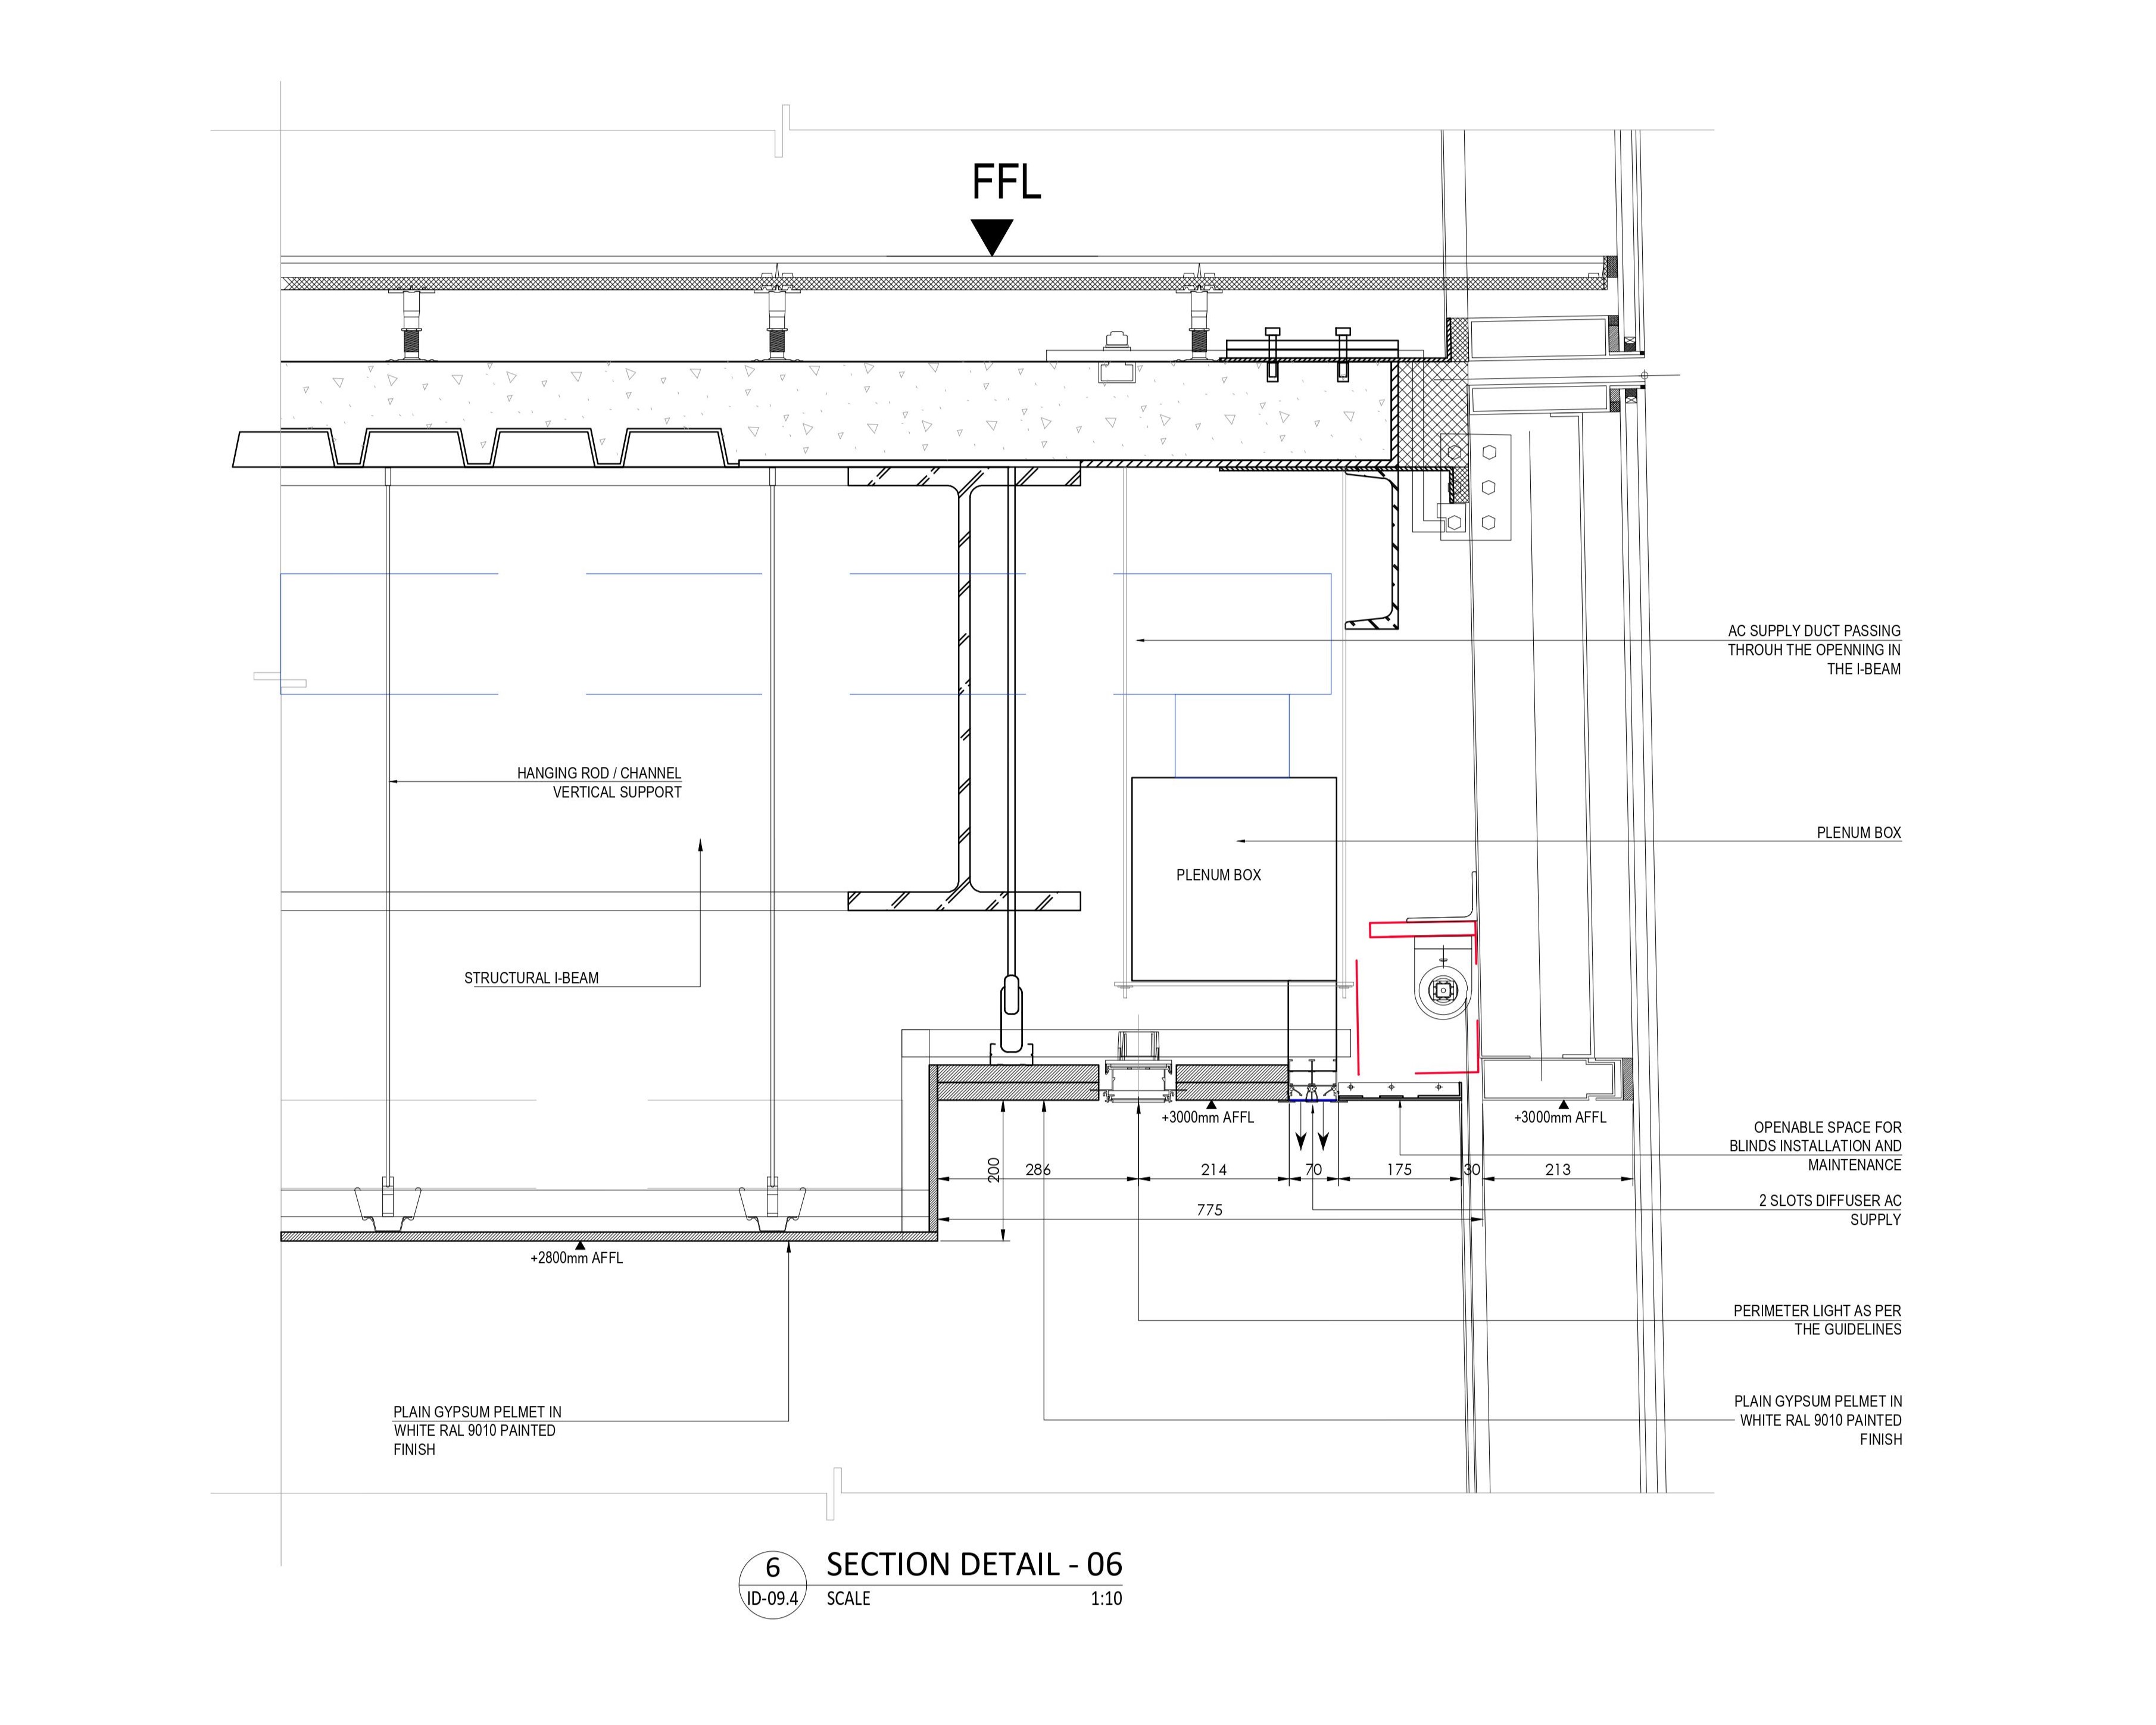 FFL
AC SUPPLY DUCT PASSING
THROUH THE OPENNING IN
THE I-BEAM
HANGING ROD / CHANNEL
VERTICAL SUPPORT
PLENUM BOX
PLENUM BOX
STRUCTURAL I-BEAM
+3000mm AFFL
+3000mm AFFL
OPENABLE SPACE FOR
BLINDS INSTALLATION AND
MAINTENANCE
200
286
214
70
175
30
213
775
2 SLOTS DIFFUSER AC
SUPPLY
+2800mm AFFL
PERIMETER LIGHT AS PER
THE GUIDELINES
PLAIN GYPSUM PELMET IN
WHITE RAL 9010 PAINTED
FINISH
PLAIN GYPSUM PELMET IN
WHITE RAL 9010 PAINTED
FINISH
6
SECTION DETAIL - 06
ID-09.4
SCALE
1:10